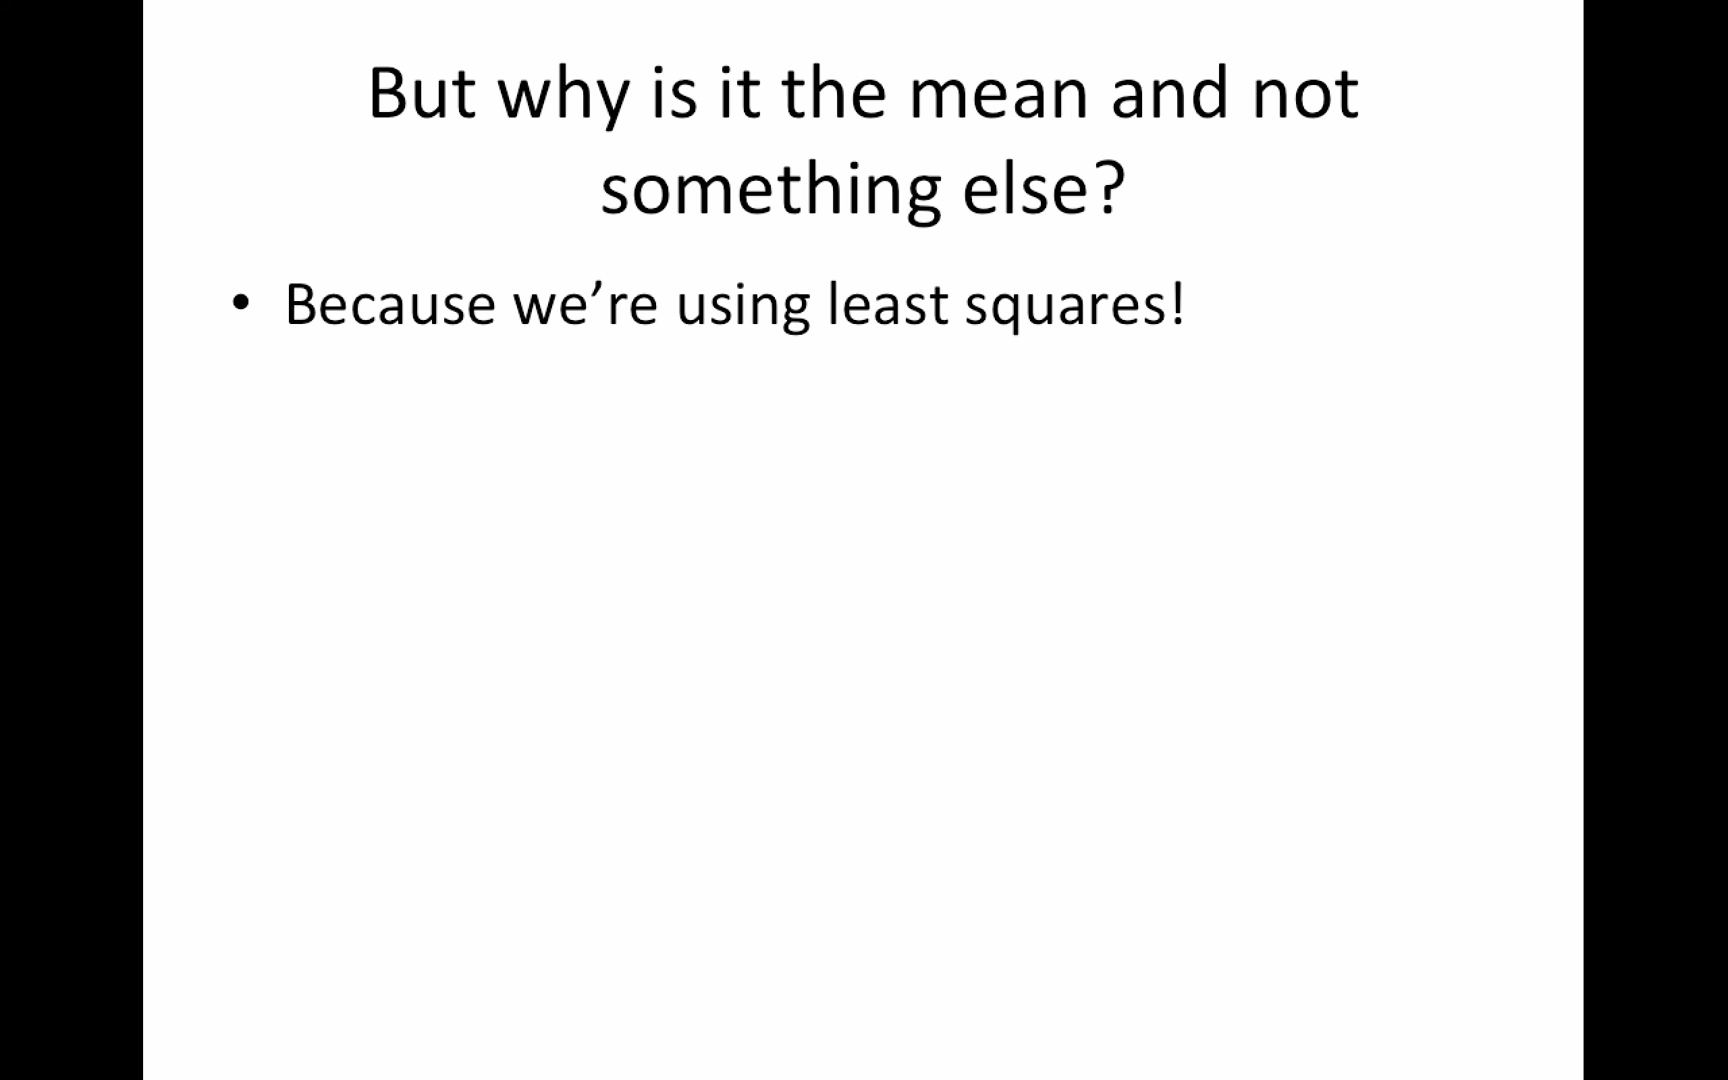 But why is it the mean and not
something else?
• Because we’re using least squares!